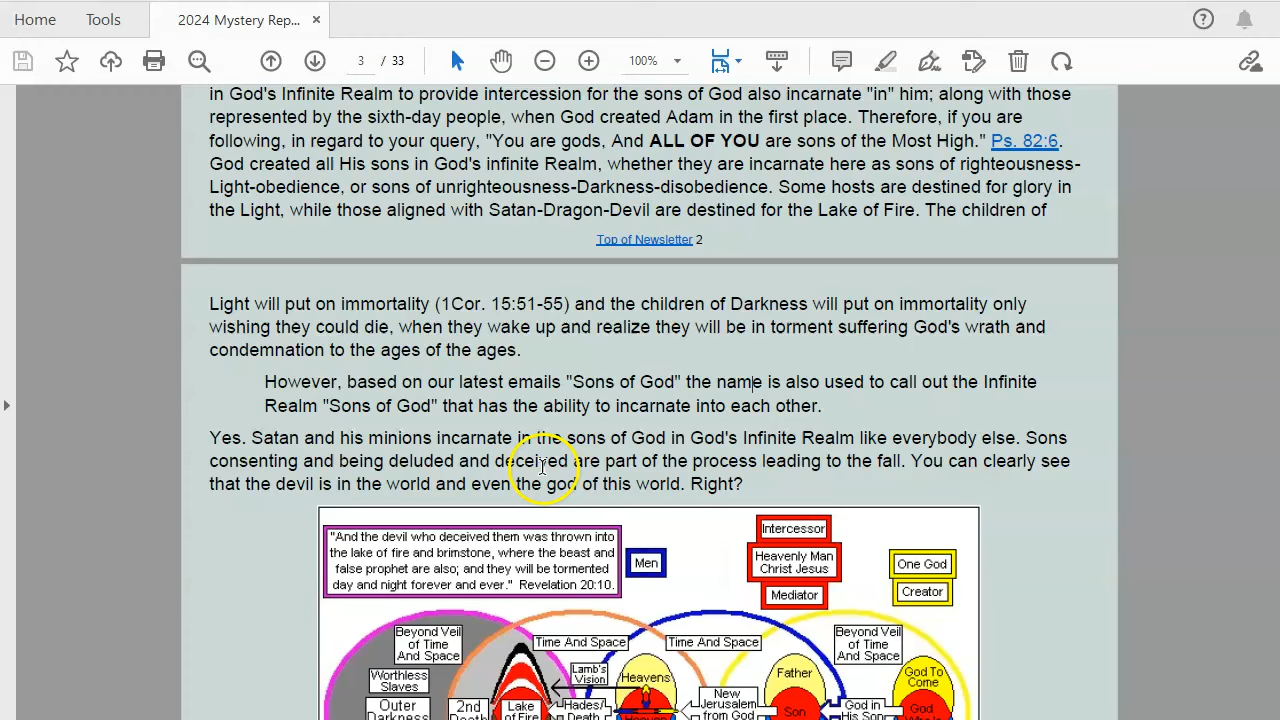 Home Tools 2024 Mystery Rep... ×
3 / 33 100%
in God's Infinite Realm to provide intercession for the sons of God also incarnate "in" him; along with those
represented by the sixth-day people, when God created Adam in the first place. Therefore, if you are
following, in regard to your query, "You are gods, And ALL OF YOU are sons of the Most High." Ps. 82:6.
God created all His sons in God's infinite Realm, whether they are incarnate here as sons of righteousness-
Light-obedience, or sons of unrighteousness-Darkness-disobedience. Some hosts are destined for glory in
the Light, while those aligned with Satan-Dragon-Devil are destined for the Lake of Fire. The children of
Top of Newsletter 2
Light will put on immortality (1Cor. 15:51-55) and the children of Darkness will put on immortality only
wishing they could die, when they wake up and realize they will be in torment suffering God's wrath and
condemnation to the ages of the ages.
However, based on our latest emails "Sons of God" the name is also used to call out the Infinite
Realm "Sons of God" that has the ability to incarnate into each other.
Yes. Satan and his minions incarnate in the sons of God in God's Infinite Realm like everybody else. Sons
consenting and being deluded and deceived are part of the process leading to the fall. You can clearly see
that the devil is in the world and even the god of this world. Right?
"And the devil who deceived them was thrown into
the lake of fire and brimstone, where the beast and
false prophet are also; and they will be tormented
day and night forever and ever." Revelation 20:10.
Men
Intercessor
Heavenly Man
Christ Jesus
Mediator
One God
Creator
Beyond Veil
of Time
And Space
Time And Space
Time And Space
Beyond Veil
of Time
And Space
Worthless
Slaves
Lamb's
Vision
Heavens
Father
God To
Come
Outer
Darkness
2nd
Death
Lake
of Fire
Hades/
Death
Heaven
New
Jerusalem
from God
Son
God in
His Son
God